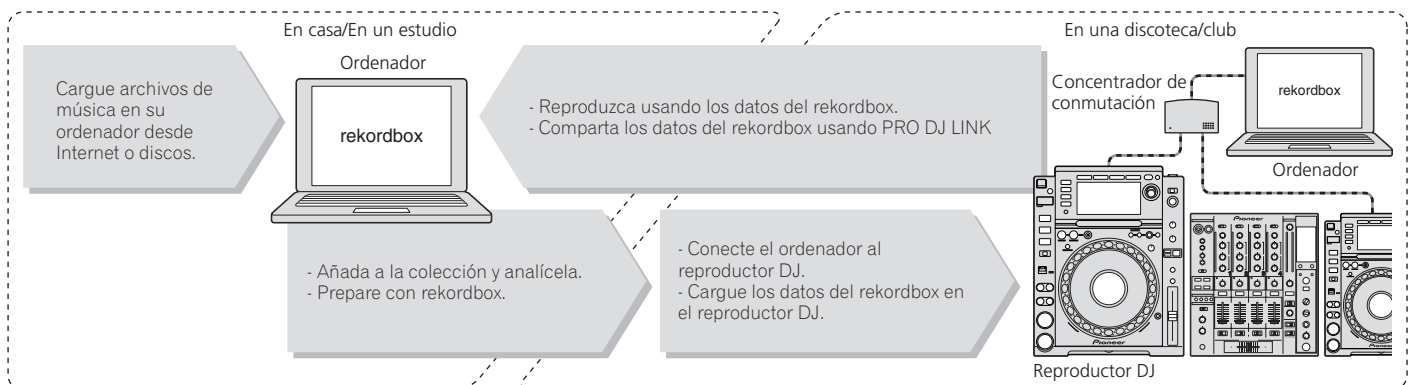 En casa/En un estudio
Ordenador
Cargue archivos de
música en su
ordenador desde
Internet o discos.
rekordbox
- Reproduzca usando los datos del rekordbox.
- Comparta los datos del rekordbox usando PRO DJ LINK
- Añada a la colección y analícela.
- Prepare con rekordbox.
- Conecte el ordenador al
reproductor DJ.
- Cargue los datos del rekordbox en
el reproductor DJ.
En una discoteca/club
Concentrador de
conmutación
rekordbox
Ordenador
Pioneer
Pioneer
Reproductor DJ